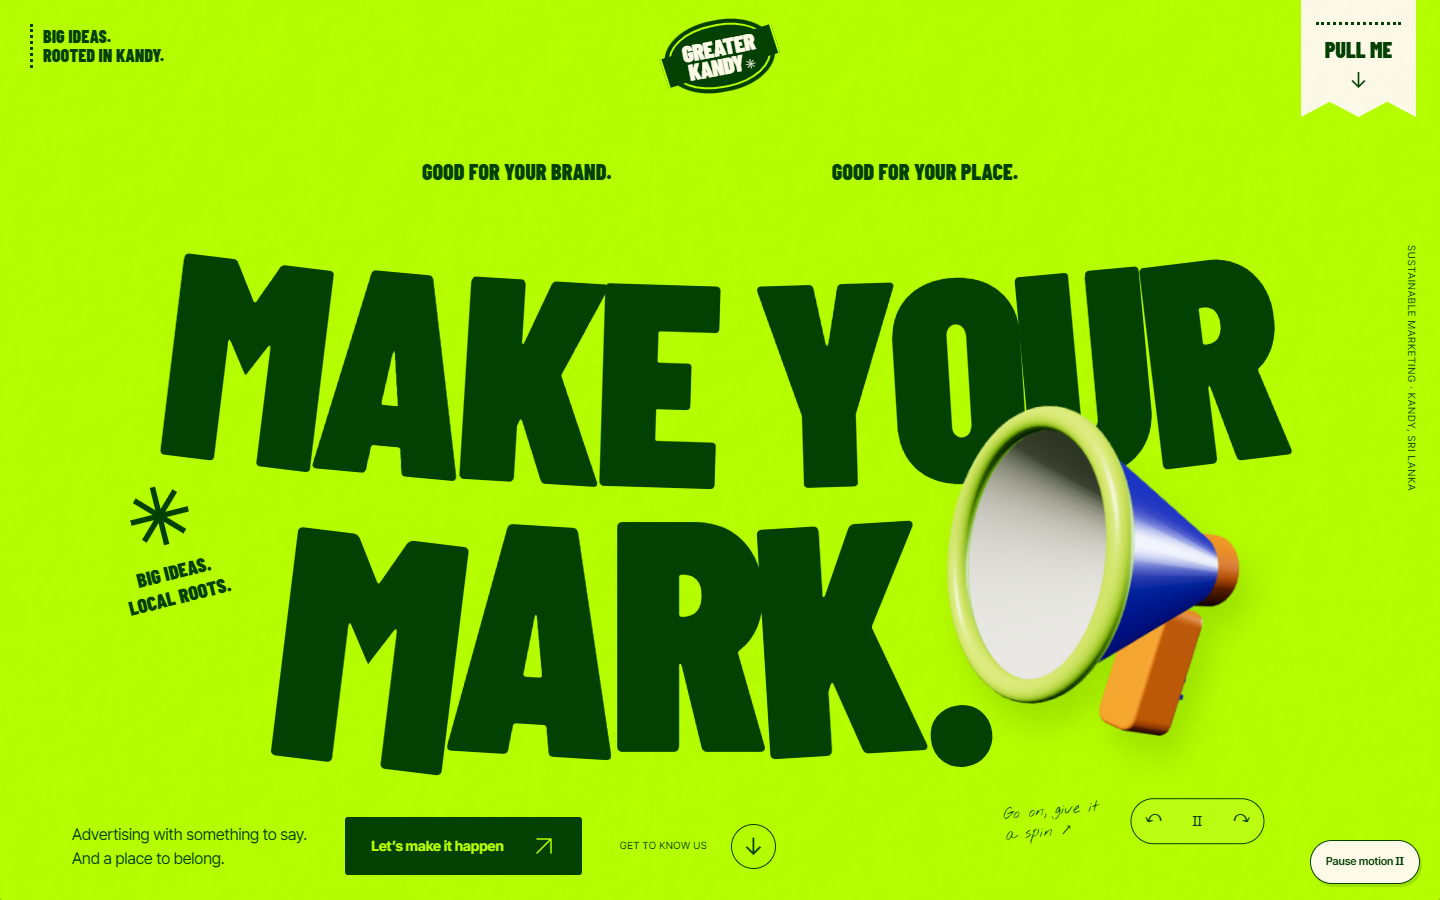 BIG IDEAS.
ROOTED IN KANDY.
GREATER
KANDY
PULL ME
GOOD FOR YOUR BRAND.
GOOD FOR YOUR PLACE.
MAKE YOUR
MARK.
SUSTAINABLE MARKETING · KANDY, SRI LANKA
BIG IDEAS.
LOCAL ROOTS.
Go on, give it
a spin ↗
Advertising with something to say.
And a place to belong.
Let's make it happen
GET TO KNOW US
Pause motion